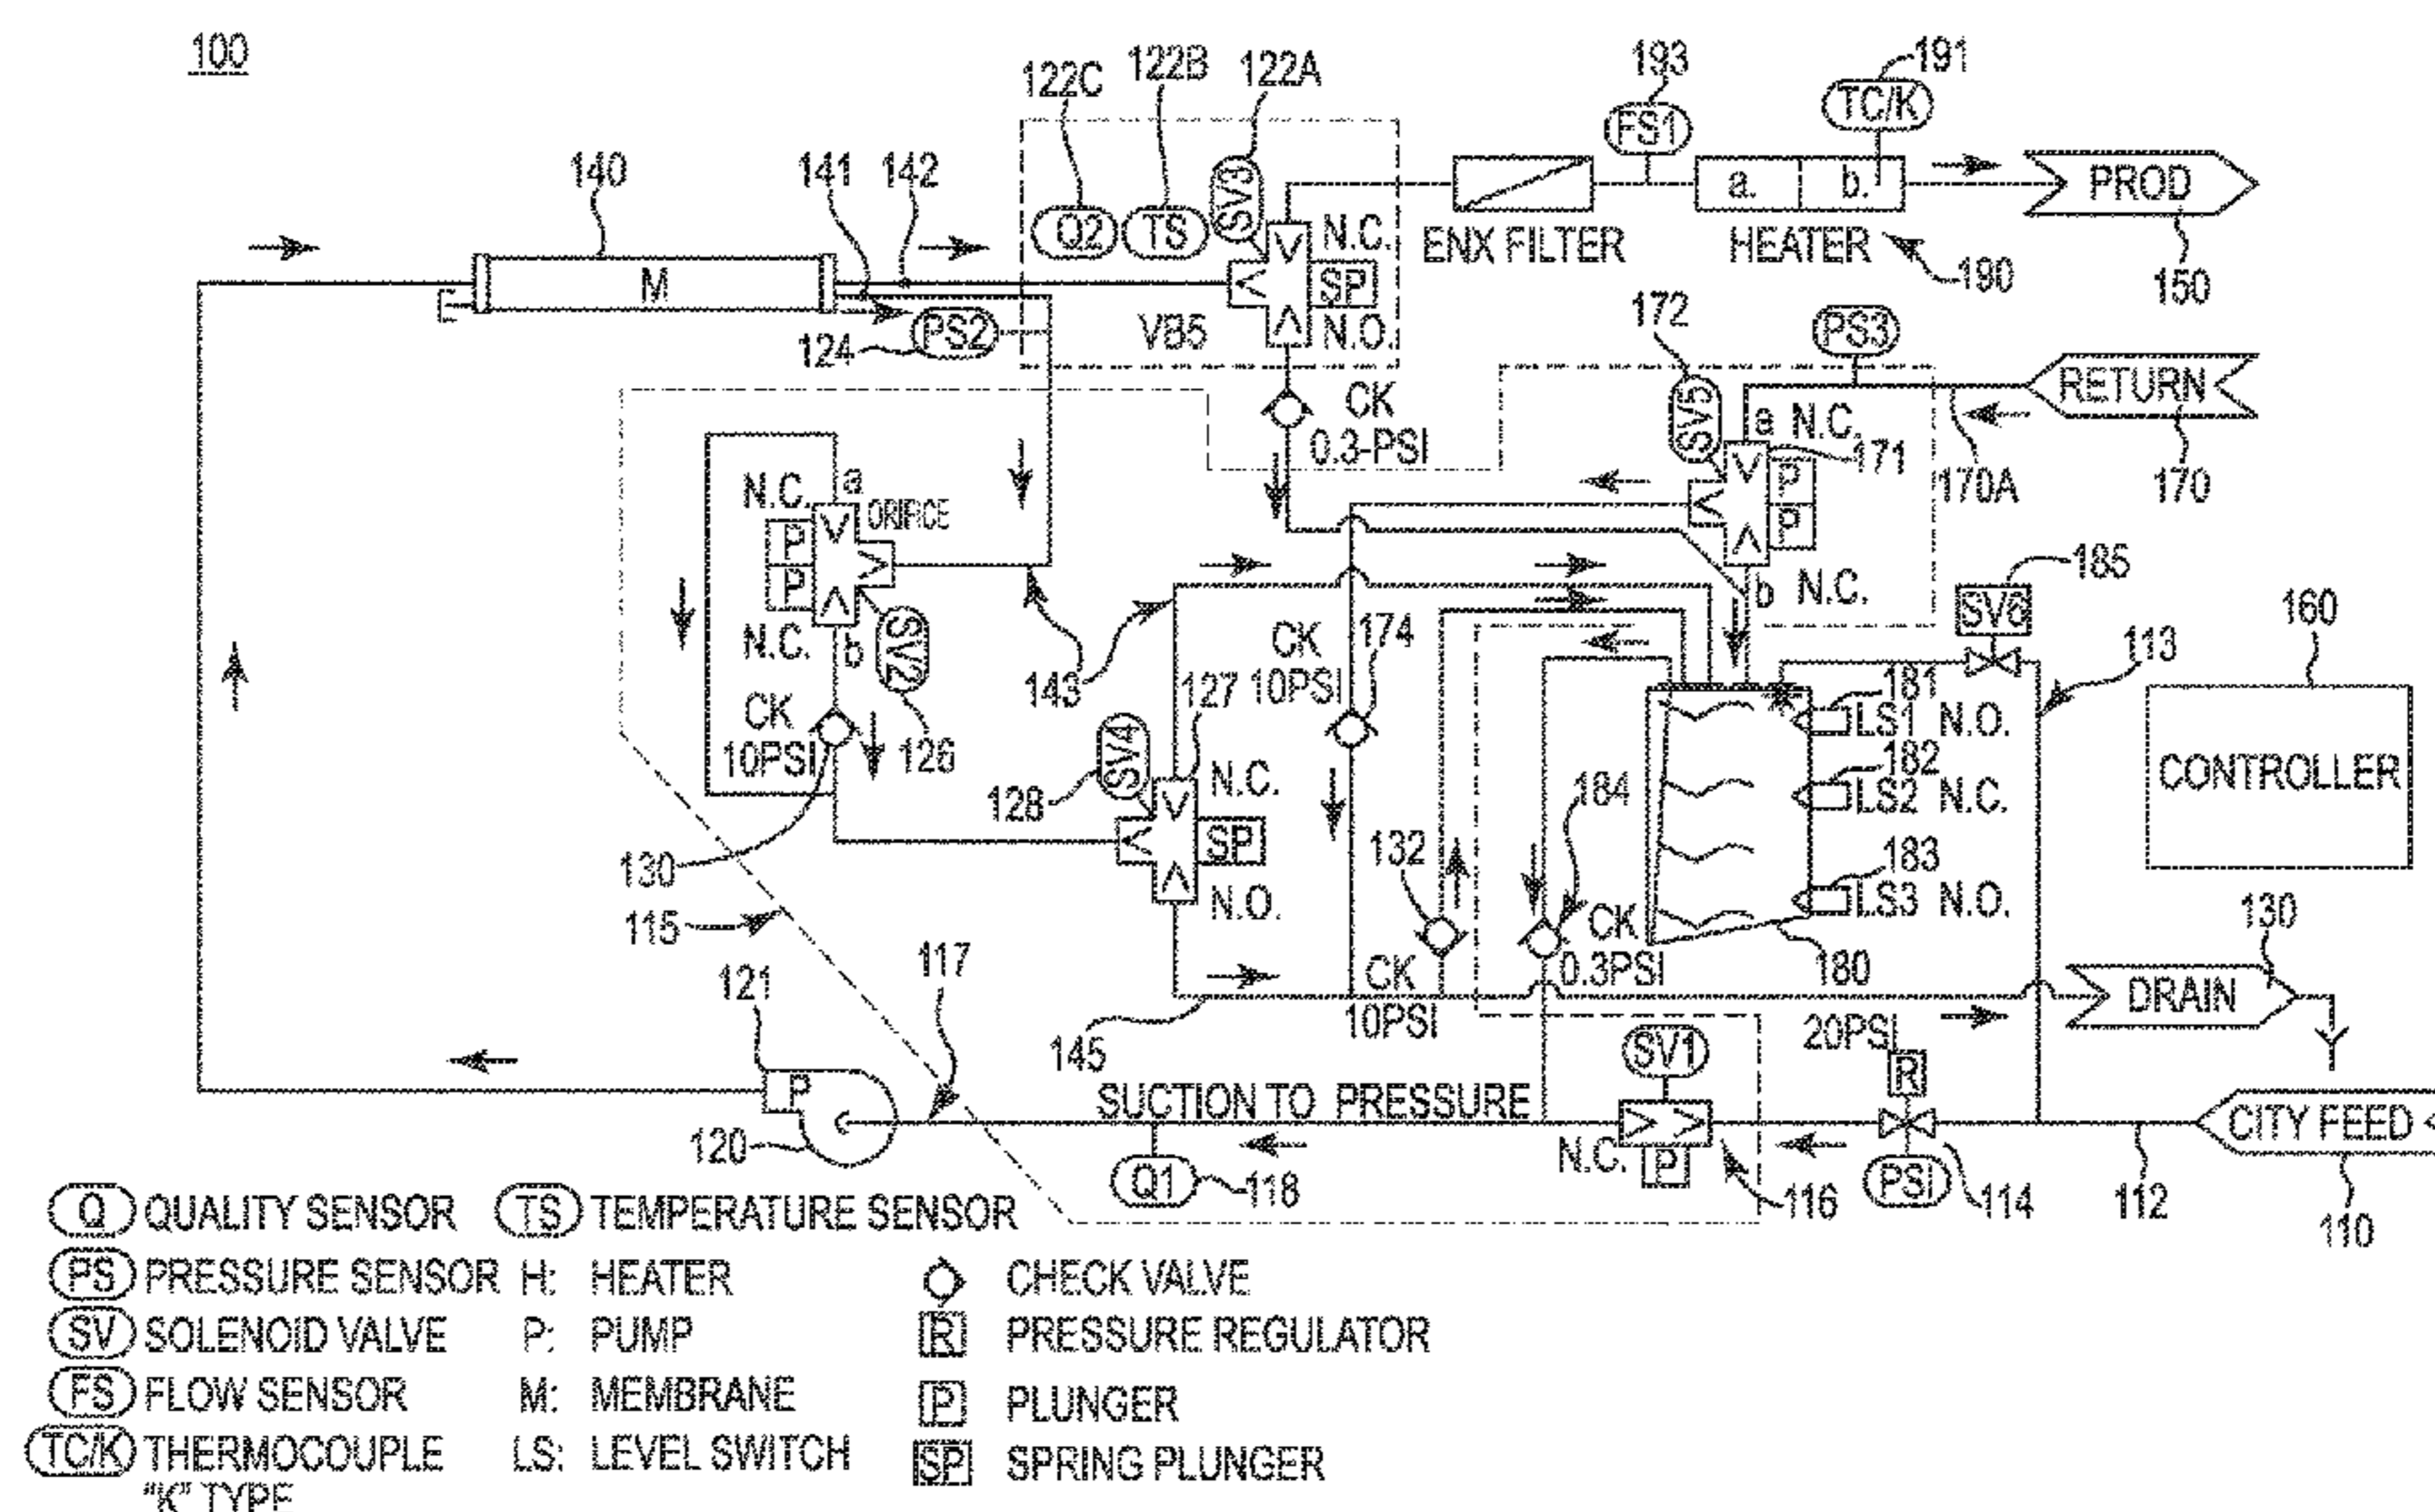 100
122C
122B
122A
193
191
FS1
TC/K
140
141
142
Q2
TS
SV3
N.C.
a.
b.
PROD
ENX FILTER
HEATER
190
150
M
SP
VB5
N.O.
PS2
124
172
PS3
RETURN
CK
0.3-PSI
SV5
a
N.C.
171
170A
170
P
P
N.C.
a
ORIFICE
P
P
N.C.
b
SV2
b
N.C.
185
SV6
160
113
CK
10PSI
174
143
127
CK
10PSI
126
SV4
128
N.C.
SP
N.O.
130
115
181
LS1 N.O.
182
LS2 N.C.
183
LS3 N.O.
CONTROLLER
184
132
CK
0.3PSI
180
130
DRAIN
117
121
CK
10PSI
145
20PSI
R
SV1
P
120
SUCTION TO PRESSURE
N.C.
P
CITY FEED
Q1
118
116
PSI
114
112
110
Q QUALITY SENSOR TS TEMPERATURE SENSOR
PS PRESSURE SENSOR H: HEATER CHECK VALVE
SV SOLENOID VALVE P: PUMP R PRESSURE REGULATOR
FS FLOW SENSOR M: MEMBRANE P PLUNGER
TC/K THERMOCOUPLE LS: LEVEL SWITCH SP SPRING PLUNGER
"K" TYPE